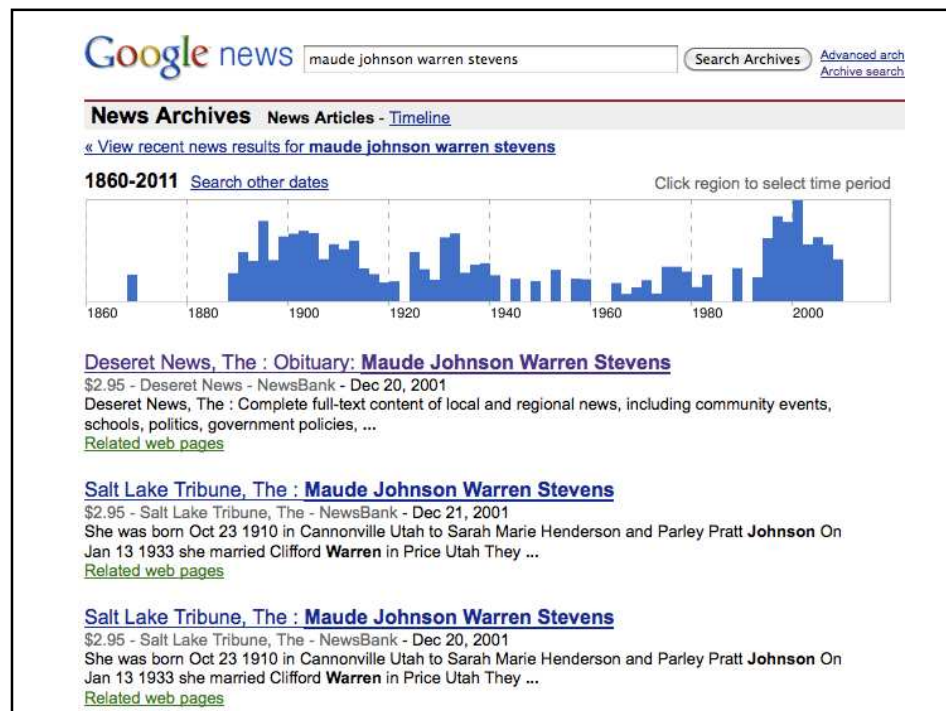 Google news maude johnson warren stevens Search Archives Advanced arch
Archive search
News Archives News Articles - Timeline
« View recent news results for maude johnson warren stevens
1860-2011 Search other dates Click region to select time period
1860 1880 1900 1920 1940 1960 1980 2000
Deseret News, The : Obituary: Maude Johnson Warren Stevens
$2.95 - Deseret News - NewsBank - Dec 20, 2001
Deseret News, The : Complete full-text content of local and regional news, including community events,
schools, politics, government policies, ...
Related web pages
Salt Lake Tribune, The : Maude Johnson Warren Stevens
$2.95 - Salt Lake Tribune, The - NewsBank - Dec 21, 2001
She was born Oct 23 1910 in Cannonville Utah to Sarah Marie Henderson and Parley Pratt Johnson On
Jan 13 1933 she married Clifford Warren in Price Utah They ...
Related web pages
Salt Lake Tribune, The : Maude Johnson Warren Stevens
$2.95 - Salt Lake Tribune, The - NewsBank - Dec 20, 2001
She was born Oct 23 1910 in Cannonville Utah to Sarah Marie Henderson and Parley Pratt Johnson On
Jan 13 1933 she married Clifford Warren in Price Utah They ...
Related web pages